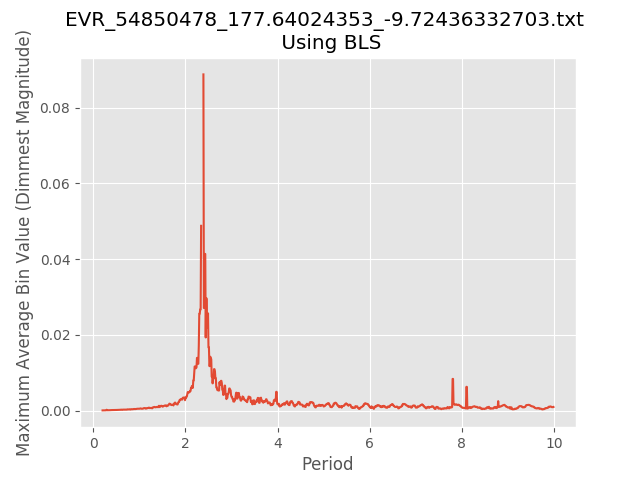 EVR_54850478_177.64024353_-9.72436332703.txt
Using BLS
Maximum Average Bin Value (Dimmest Magnitude)
0.08
0.06
0.04
0.02
0.00
0 2 4 6 8 10
Period